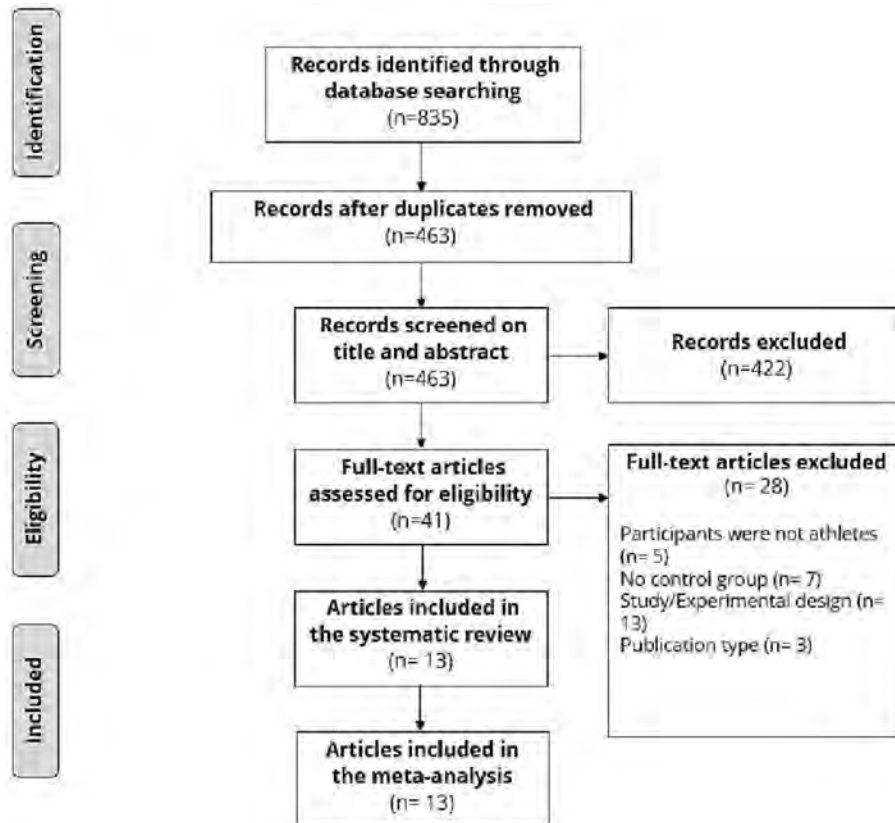 Identification
Records identified through
database searching
(n=835)
Records after duplicates removed
(n=463)
Screening
Records screened on
title and abstract
(n=463)
Records excluded
(n=422)
Eligibility
Full-text articles
assessed for eligibility
(n=41)
Full-text articles excluded
(n= 28)
Participants were not athletes
(n= 5)
No control group (n= 7)
Study/Experimental design (n=
13)
Publication type (n= 3)
Included
Articles included in
the systematic review
(n= 13)
Articles included in
the meta-analysis
(n= 13)